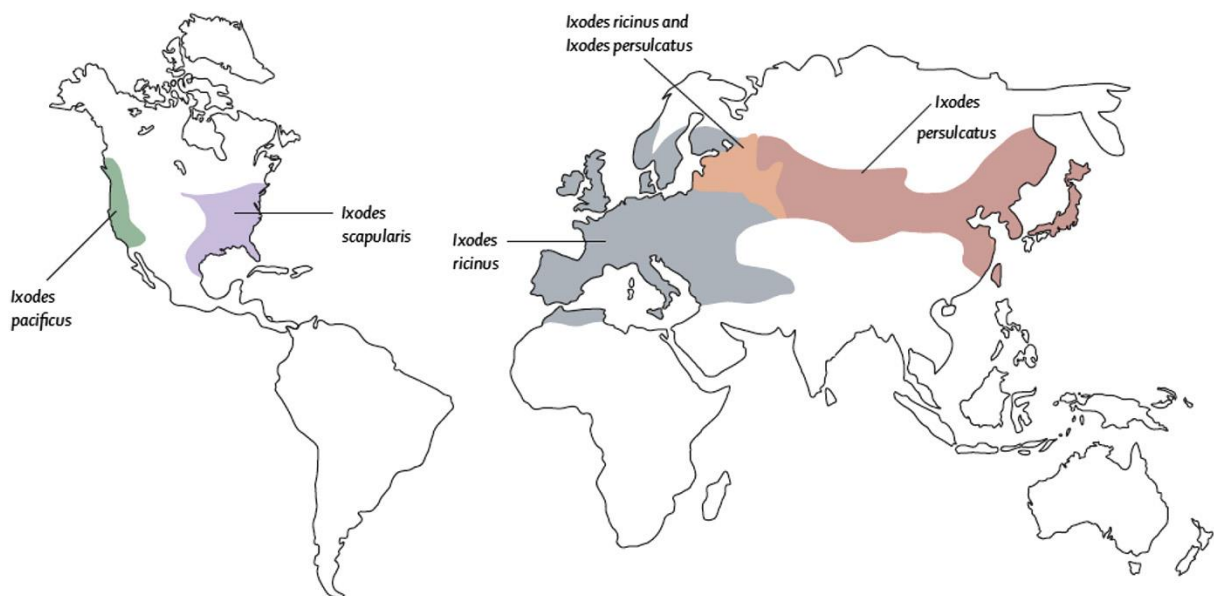 Ixodes ricinus and
Ixodes persulcatus
Ixodes
persulcatus
Ixodes
scapularis
Ixodes
ricinus
Ixodes
pacificus